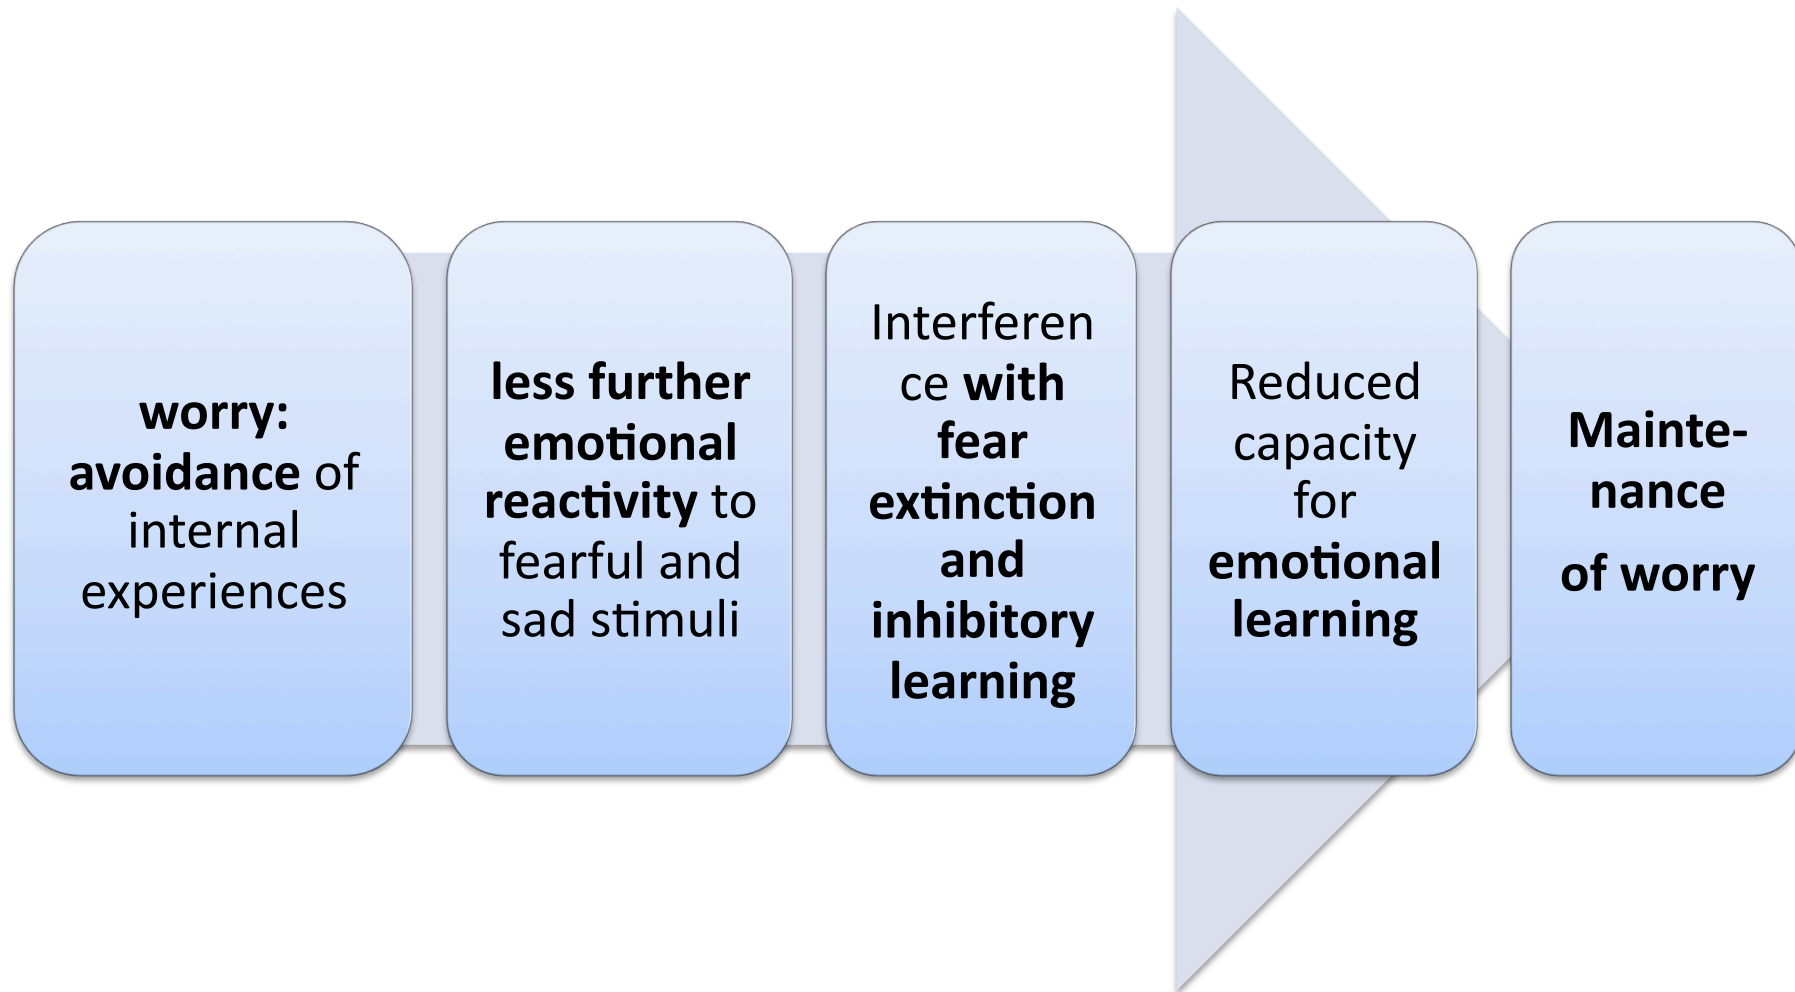 worry:
avoidance of
internal
experiences
less further
emotional
reactivity to
fearful and
sad stimuli
Interferen
ce with
fear
extinction
and
inhibitory
learning
Reduced
capacity
for
emotional
learning
Mainte-
nance
of worry